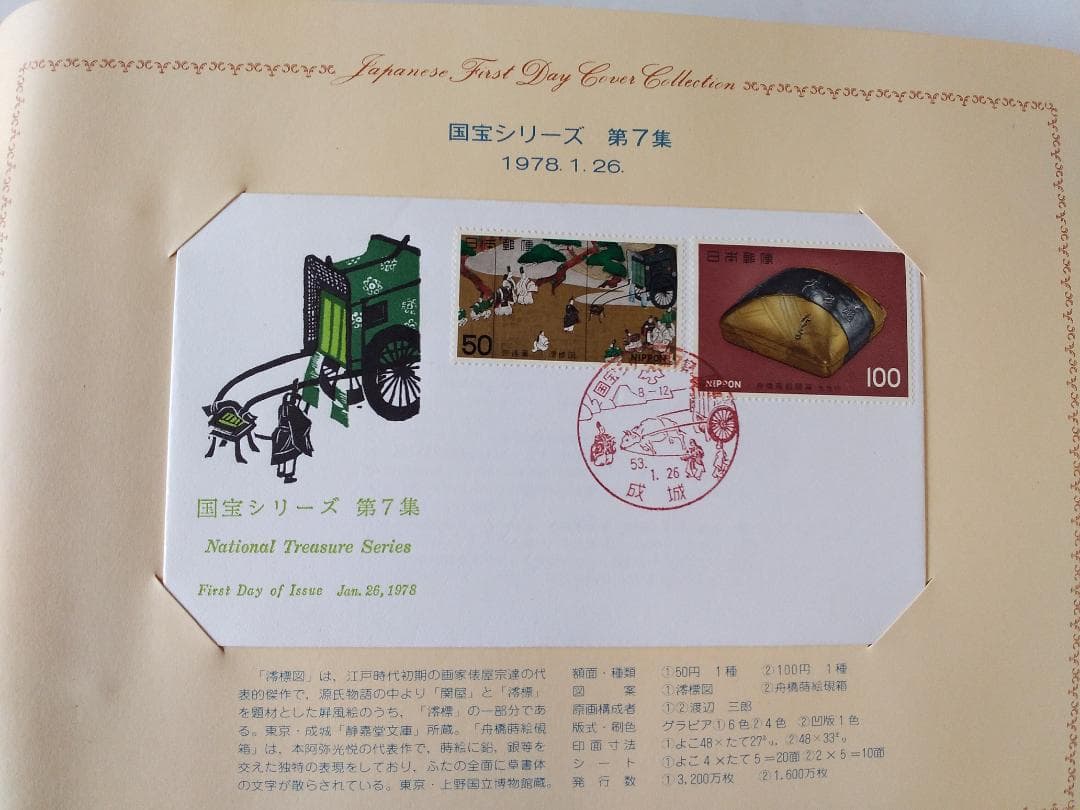 Japanese First Day Cover Collection
国宝シリーズ 第7集
1978.1.26.
日本郵便
50
NIPPON
日本郵便
NIPPON
100
国宝
8-12
53.
1.26
成城
国宝シリーズ 第7集
National Treasure Series
First Day of Issue Jan. 26, 1978
「澪標図」は、江戸時代初期の画家俵屋宗達の代
表的傑作で、源氏物語の中より「関屋」と「澪標」
を題材とした屏風絵のうち、「澪標」の一部分であ
る。東京・成城「静嘉堂文庫」所蔵。「舟橋蒔絵硯
箱」は、本阿弥光悦の代表作で、蒔絵に鉛、銀等を
交えた独特の表現をしており、ふたの全面に草書体
の文字が散らされている。東京・上野国立博物館蔵。
額面・種類 ①50円 1種 ②100円 1種
図案 ①澪標図 ②舟橋蒔絵硯箱
原画構成者 ①②渡辺 三郎
版式・刷色 グラビア①6色②4色 ②凹版1色
印面寸法 ①よこ48×たて27㎜ ②48×33㎜
シート ①よこ4×たて5=20面②2×5=10面
発行数 ①3,200万枚 ②1,600万枚